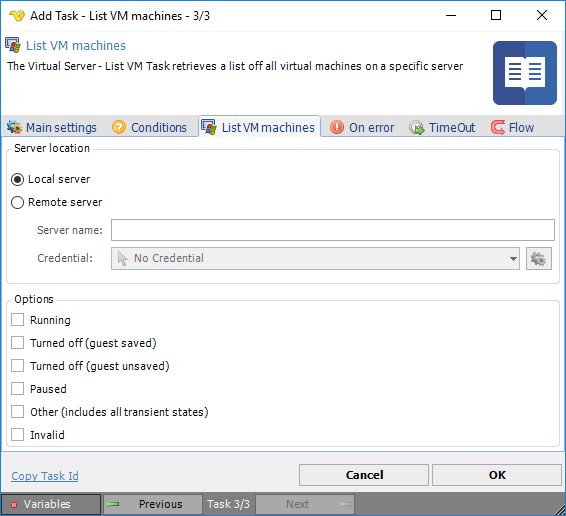 Add Task - List VM machines - 3/3
List VM machines
The Virtual Server - List VM Task retrieves a list off all virtual machines on a specific server
Main settings Conditions List VM machines On error TimeOut Flow
Server location
Local server
Remote server
Server name:
Credential: No Credential
Options
Running
Turned off (guest saved)
Turned off (guest unsaved)
Paused
Other (includes all transient states)
Invalid
Copy Task Id Cancel OK
Variables Previous Task 3/3 Next